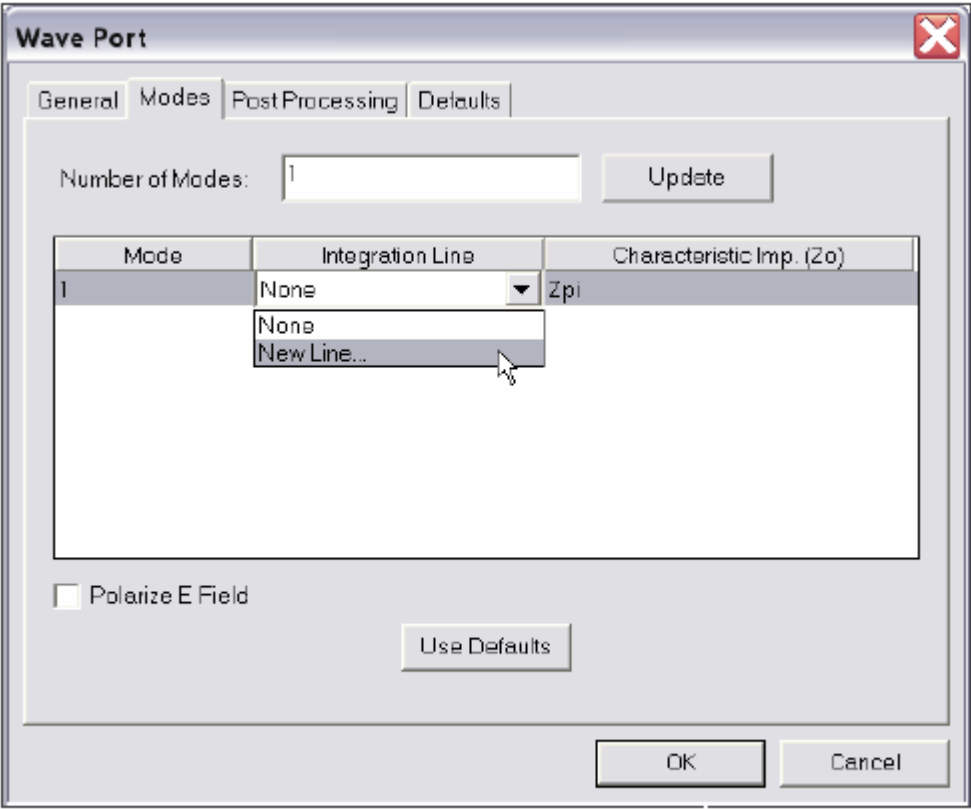 Wave Port
General Modes Post Processing Defaults
Number of Modes: 1 Update
Mode Integration Line Characteristic Imp. (Zo)
1 None Zpi
None
New Line...
Polarize E Field
Use Defaults
OK Cancel